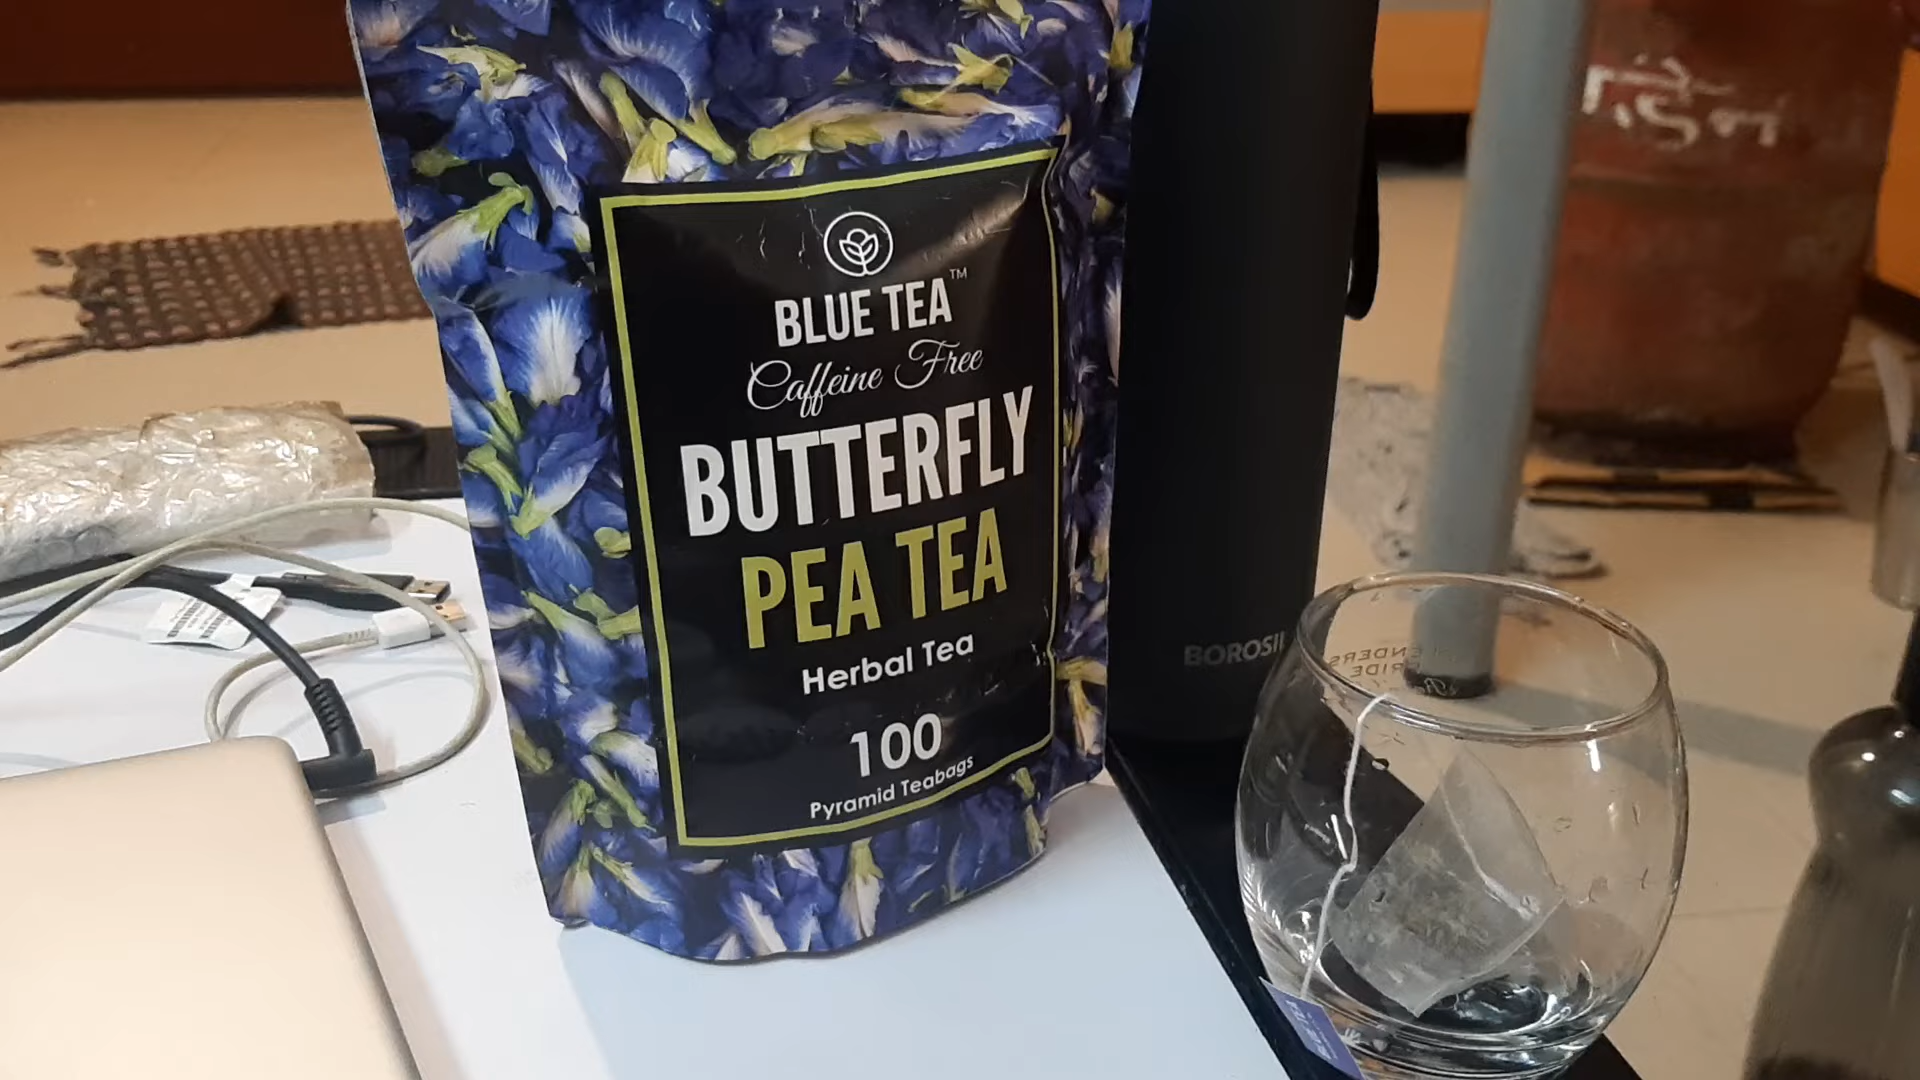 BLUE TEA™
Caffeine Free
BUTTERFLY
PEA TEA
Herbal Tea
100
Pyramid Teabags
BOROSIL